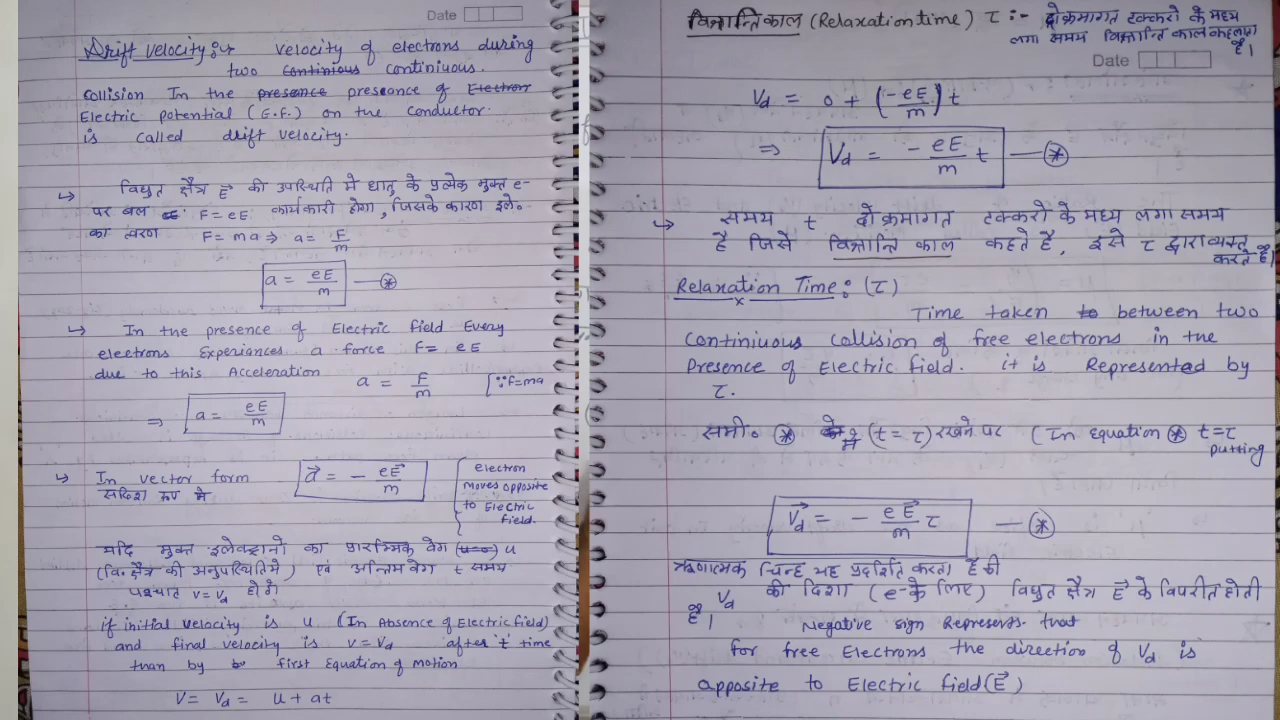 Date
Drift velocity :→ velocity of electrons during
two continious continiuous.
Collision In the presence preseance of Electron
Electric potential (E.F.) on the conductor.
is called drift velocity.
→ विद्युत क्षेत्र E⃗ की उपस्थिति मे धातु के प्रत्येक मुक्त e-
पर बल F = eE कार्यकारी होगा, जिसके कारण इले०
का त्वरण F = ma ⇒ a = F/m
a = eE/m —⊛
→ In the presence of Electric field Every
electrons Experiances a force F = eE
due to this Acceleration a = F/m [∵ f=ma
⇒ a = eE/m
→ In vector form a⃗ = - eE⃗/m { electron
सदिश रूप मे moves opposite
to Electric
field.
यदि मुक्त इलेक्ट्रानो का प्रारम्भिक वेग (u=0) u
(वि० क्षैत्र की अनुपस्थितिमे) एवं अन्तिम वेग t समय
पश्चात v = vd हो तो
if initial velocity is u (In Absence of Electric field)
and final velocity is v = Vd after 't' time
than by first Equation of motion
V = Vd = u + at
विश्रान्ति काल (Relaxation time) τ :- दो क्रमागत टक्करो के मध्य
लगा समय विश्रान्ति काल कहलाता
है।
Date
Vd = 0 + (-eE/m) t
⇒ Vd = - eE/m t —⊛
→ समय t दो क्रमागत टक्करो के मध्य लगा समय
है जिसे विश्रान्ति काल कहते है, इसे τ द्वारा व्यक्त
करते है।
Relaxation Time : (τ)
Time taken to between two
Continiuous Collision of free electrons in the
Presence of Electric field. it is Represented by
τ.
समी० ⊛ मे (t = τ) रखने पर (In Equation ⊛ t=τ
putting
V⃗d = - eE⃗/m τ —⊛
ऋणात्मक चिन्ह यह प्रदर्शित करता है की
Vd की दिशा (e- के लिए) विद्युत क्षैत्र E⃗ के विपरीत होती
है।
Negative sign Represents that
for free Electrons the direction of Vd is
opposite to Electric field (E⃗)